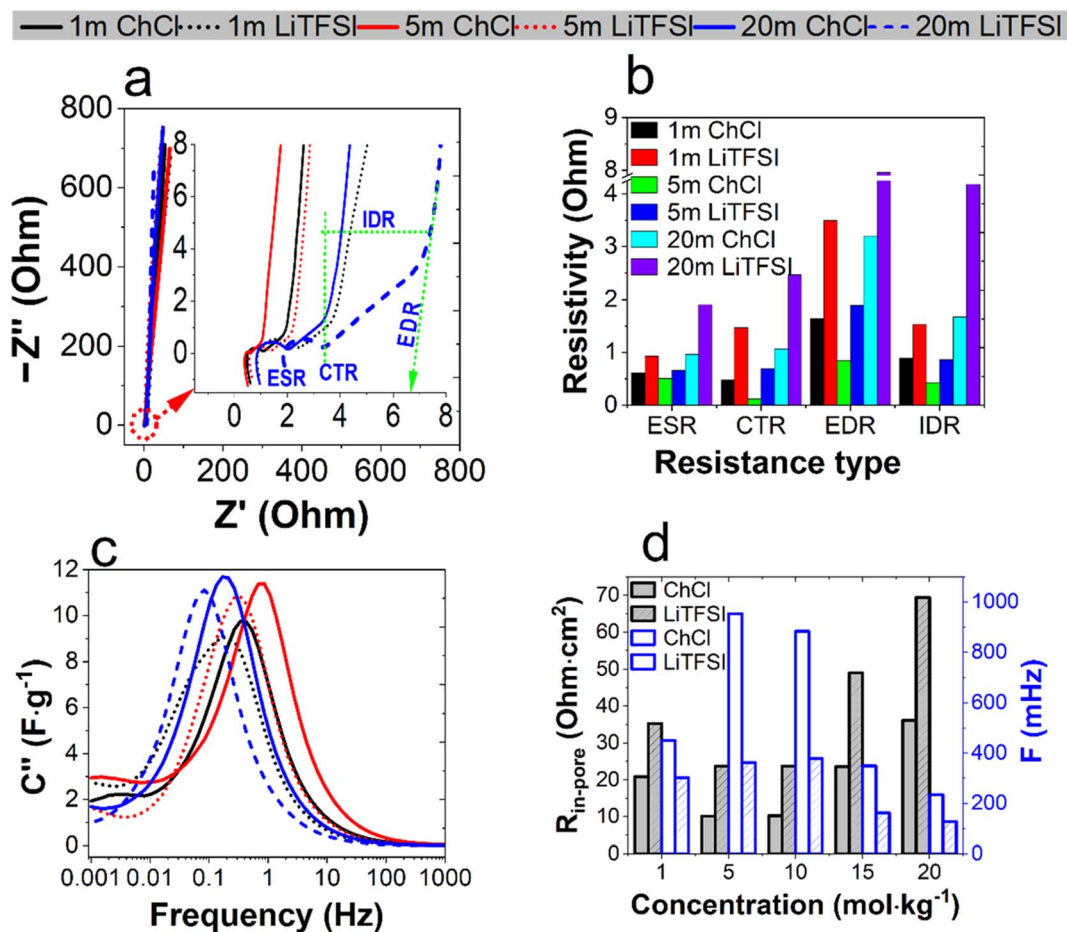 1m ChCl 1m LiTFSI 5m ChCl 5m LiTFSI 20m ChCl 20m LiTFSI
a
800
600
400
200
0
−Z'' (Ohm)
0 200 400 600 800
Z' (Ohm)
8
6
4
2
0
0 2 4 6 8
IDR
EDR
ESR
CTR
b
9
8
4
3
2
1
0
Resistivity (Ohm)
1m ChCl
1m LiTFSI
5m ChCl
5m LiTFSI
20m ChCl
20m LiTFSI
ESR CTR EDR IDR
Resistance type
c
12
10
8
6
4
2
0
C'' (F·g⁻¹)
0.001 0.01 0.1 1 10 100 1000
Frequency (Hz)
d
70
60
50
40
30
20
10
0
R_in-pore (Ohm·cm²)
ChCl
LiTFSI
ChCl
LiTFSI
1000
800
600
400
200
0
F (mHz)
1 5 10 15 20
Concentration (mol·kg⁻¹)